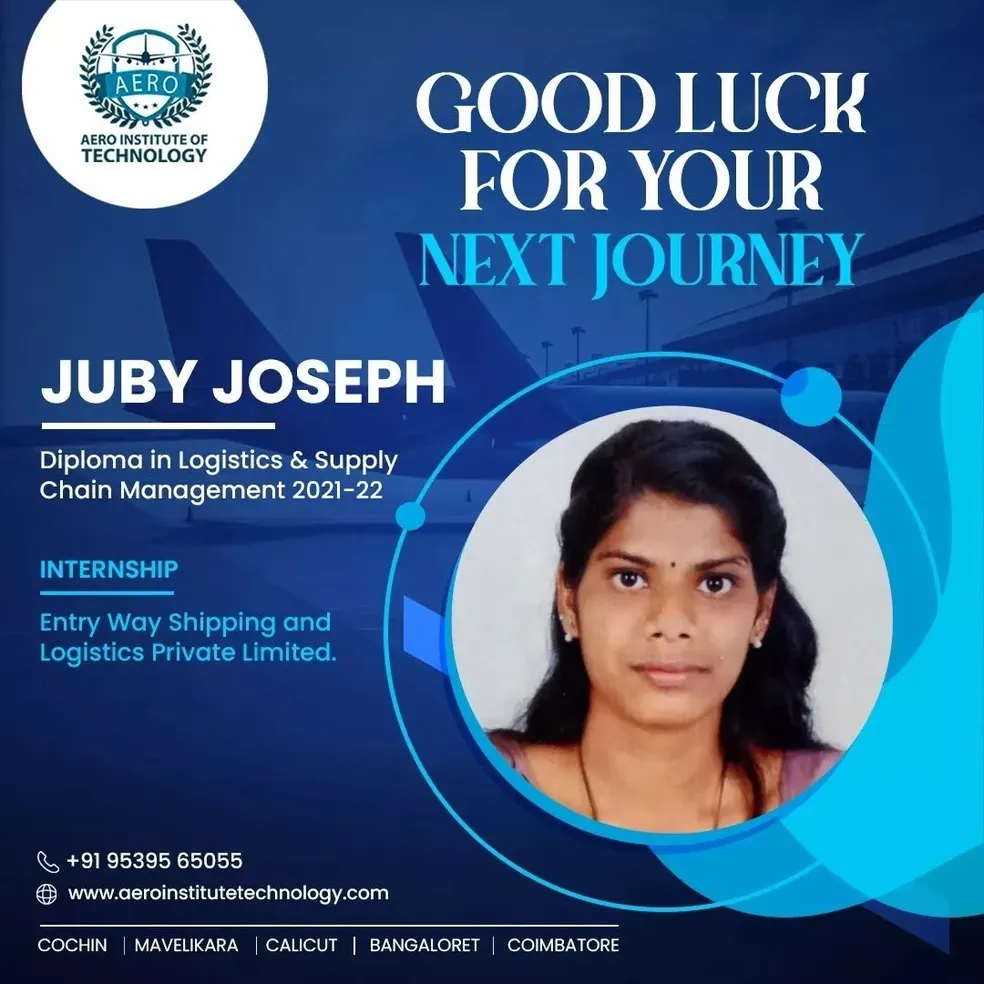 AERO
AERO INSTITUTE OF
TECHNOLOGY
GOOD LUCK
FOR YOUR
NEXT JOURNEY
JUBY JOSEPH
Diploma in Logistics & Supply
Chain Management 2021-22
INTERNSHIP
Entry Way Shipping and
Logistics Private Limited.
+91 95395 65055
www.aeroinstitutetechnology.com
COCHIN | MAVELIKARA | CALICUT | BANGALORET | COIMBATORE